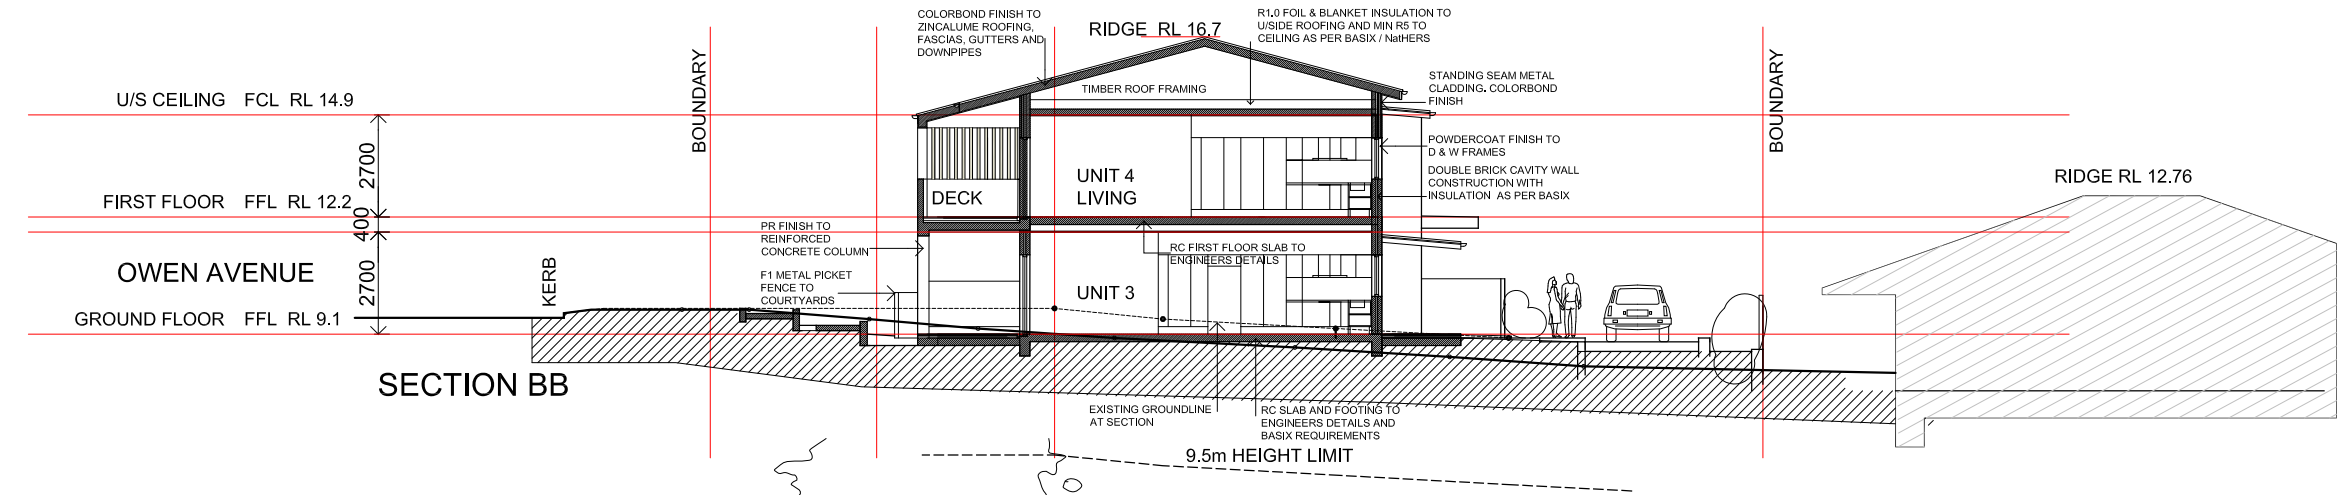 COLORBOND FINISH TO
ZINCALUME ROOFING,
FASCIAS, GUTTERS AND
DOWNPIPES
RIDGE RL 16.7
R1.0 FOIL & BLANKET INSULATION TO
U/SIDE ROOFING AND MIN R5 TO
CEILING AS PER BASIX / NatHERS
BOUNDARY
BOUNDARY
STANDING SEAM METAL
CLADDING. COLORBOND
FINISH
TIMBER ROOF FRAMING
U/S CEILING FCL RL 14.9
2700
POWDERCOAT FINISH TO
D & W FRAMES
DOUBLE BRICK CAVITY WALL
CONSTRUCTION WITH
INSULATION AS PER BASIX
UNIT 4
LIVING
DECK
RIDGE RL 12.76
FIRST FLOOR FFL RL 12.2
400
PR FINISH TO
REINFORCED
CONCRETE COLUMN
RC FIRST FLOOR SLAB TO
ENGINEERS DETAILS
OWEN AVENUE
2700
KERB
F1 METAL PICKET
FENCE TO
COURTYARDS
UNIT 3
GROUND FLOOR FFL RL 9.1
SECTION BB
EXISTING GROUNDLINE
AT SECTION
RC SLAB AND FOOTING TO
ENGINEERS DETAILS AND
BASIX REQUIREMENTS
9.5m HEIGHT LIMIT